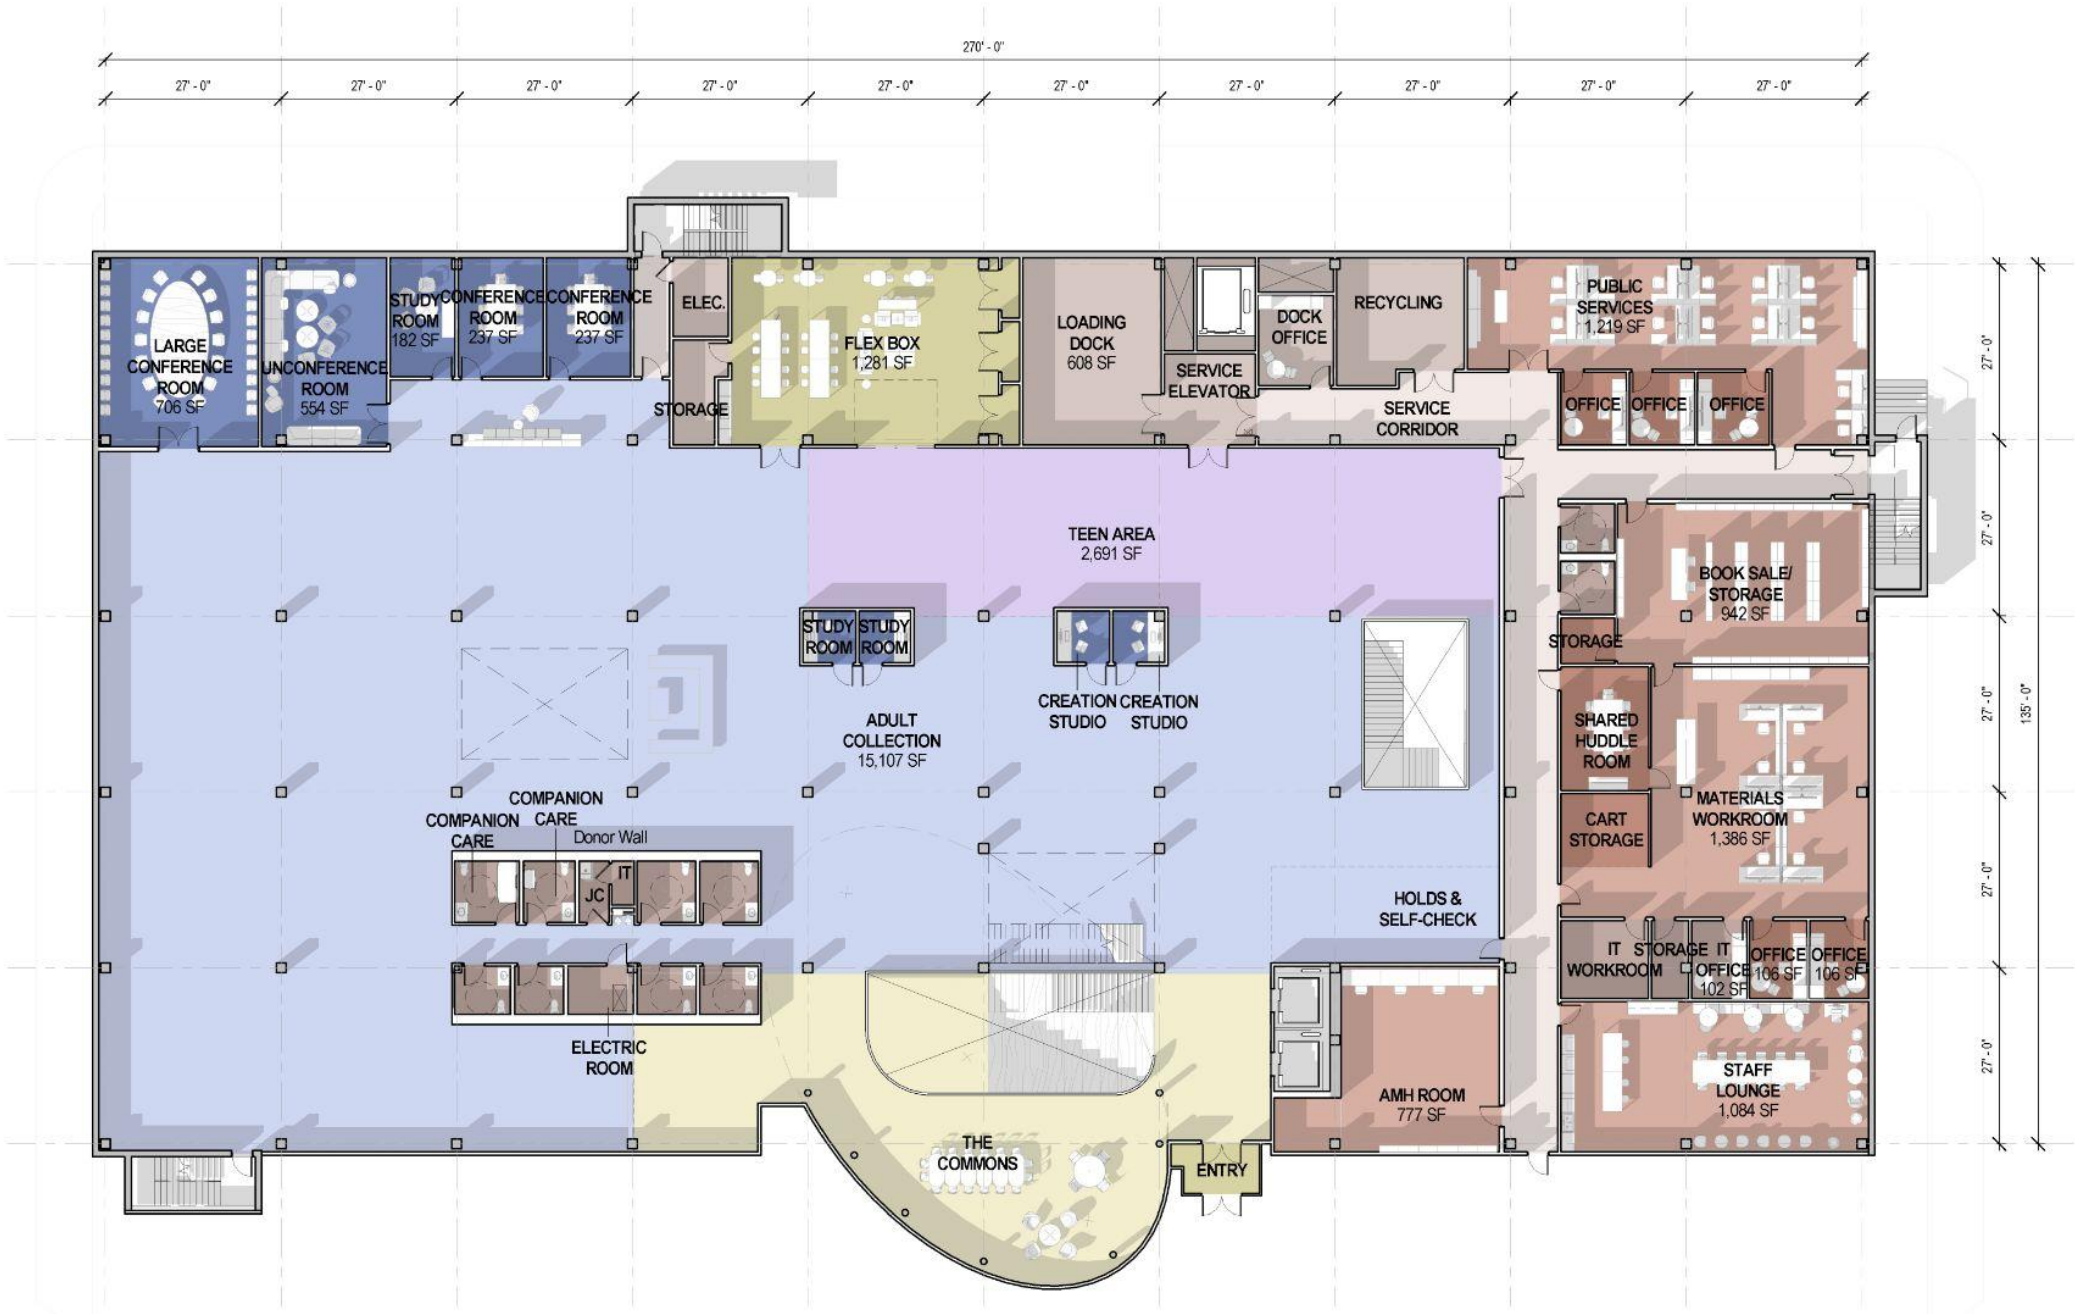 270' - 0"
27' - 0"
27' - 0"
27' - 0"
27' - 0"
27' - 0"
27' - 0"
27' - 0"
27' - 0"
27' - 0"
27' - 0"
LARGE
CONFERENCE
ROOM
706 SF
UNCONFERENCE
ROOM
554 SF
STUDY
ROOM
182 SF
CONFERENCE
ROOM
237 SF
CONFERENCE
ROOM
237 SF
ELEC.
STORAGE
FLEX BOX
1,281 SF
LOADING
DOCK
608 SF
SERVICE
ELEVATOR
DOCK
OFFICE
RECYCLING
SERVICE
CORRIDOR
PUBLIC
SERVICES
1,219 SF
OFFICE
OFFICE
OFFICE
27' - 0"
27' - 0"
27' - 0"
27' - 0"
27' - 0"
135' - 0"
TEEN AREA
2,691 SF
STUDY
ROOM
STUDY
ROOM
CREATION
STUDIO
CREATION
STUDIO
ADULT
COLLECTION
15,107 SF
BOOK SALE/
STORAGE
942 SF
STORAGE
SHARED
HUDDLE
ROOM
CART
STORAGE
MATERIALS
WORKROOM
1,386 SF
COMPANION
CARE
COMPANION
CARE
Donor Wall
JC
IT
HOLDS &
SELF-CHECK
IT
WORKROOM
STORAGE
IT
OFFICE
102 SF
OFFICE
106 SF
OFFICE
106 SF
ELECTRIC
ROOM
AMH ROOM
777 SF
STAFF
LOUNGE
1,084 SF
THE
COMMONS
ENTRY